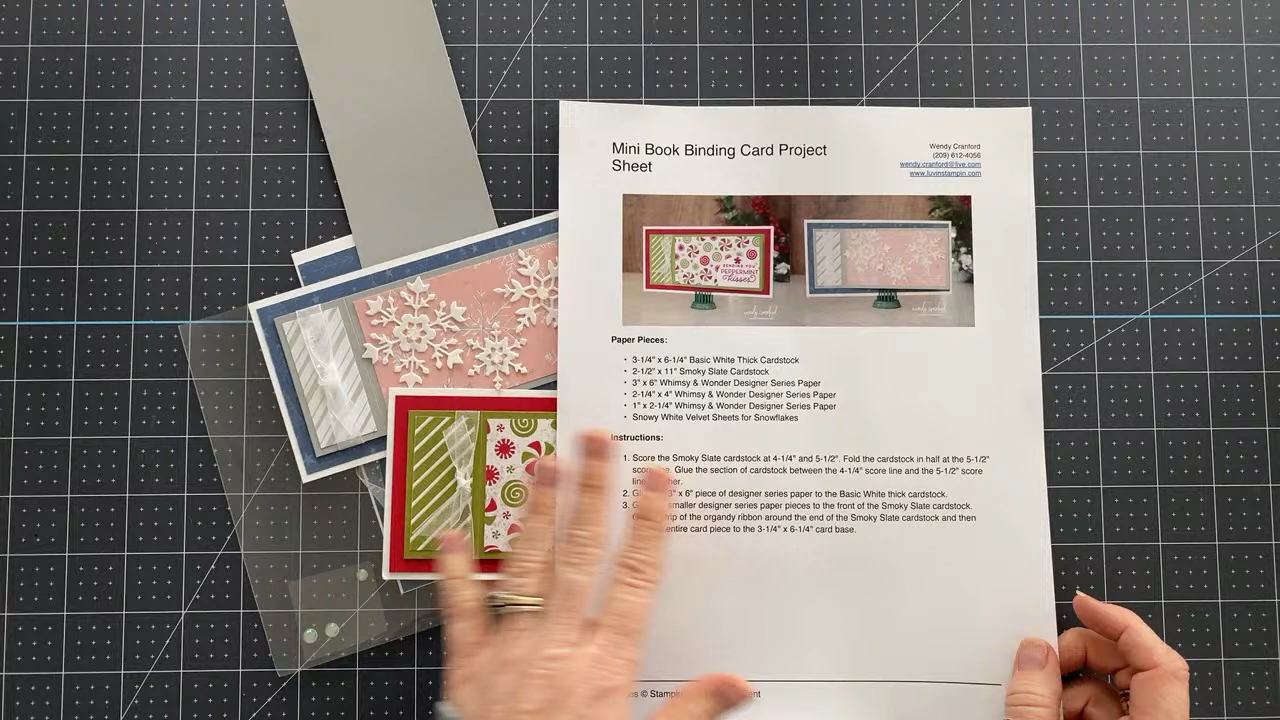 Mini Book Binding Card Project
Sheet
Wendy Cranford
(209) 612-4056
wendy.cranford@live.com
www.luvinstampin.com
SENDING YOU
PEPPERMINT
kisses
Paper Pieces:
• 3-1/4" x 6-1/4" Basic White Thick Cardstock
• 2-1/2" x 11" Smoky Slate Cardstock
• 3" x 6" Whimsy & Wonder Designer Series Paper
• 2-1/4" x 4" Whimsy & Wonder Designer Series Paper
• 1" x 2-1/4" Whimsy & Wonder Designer Series Paper
• Snowy White Velvet Sheets for Snowflakes
Instructions:
1. Score the Smoky Slate cardstock at 4-1/4" and 5-1/2". Fold the cardstock in half at the 5-1/2"
Glue the section of cardstock between the 4-1/4" score line and the 5-1/2" score
2. x 6" piece of designer series paper to the Basic White thick cardstock.
3. smaller designer series paper pieces to the front of the Smoky Slate cardstock.
of the organdy ribbon around the end of the Smoky Slate cardstock and then
card piece to the 3-1/4" x 6-1/4" card base.
©